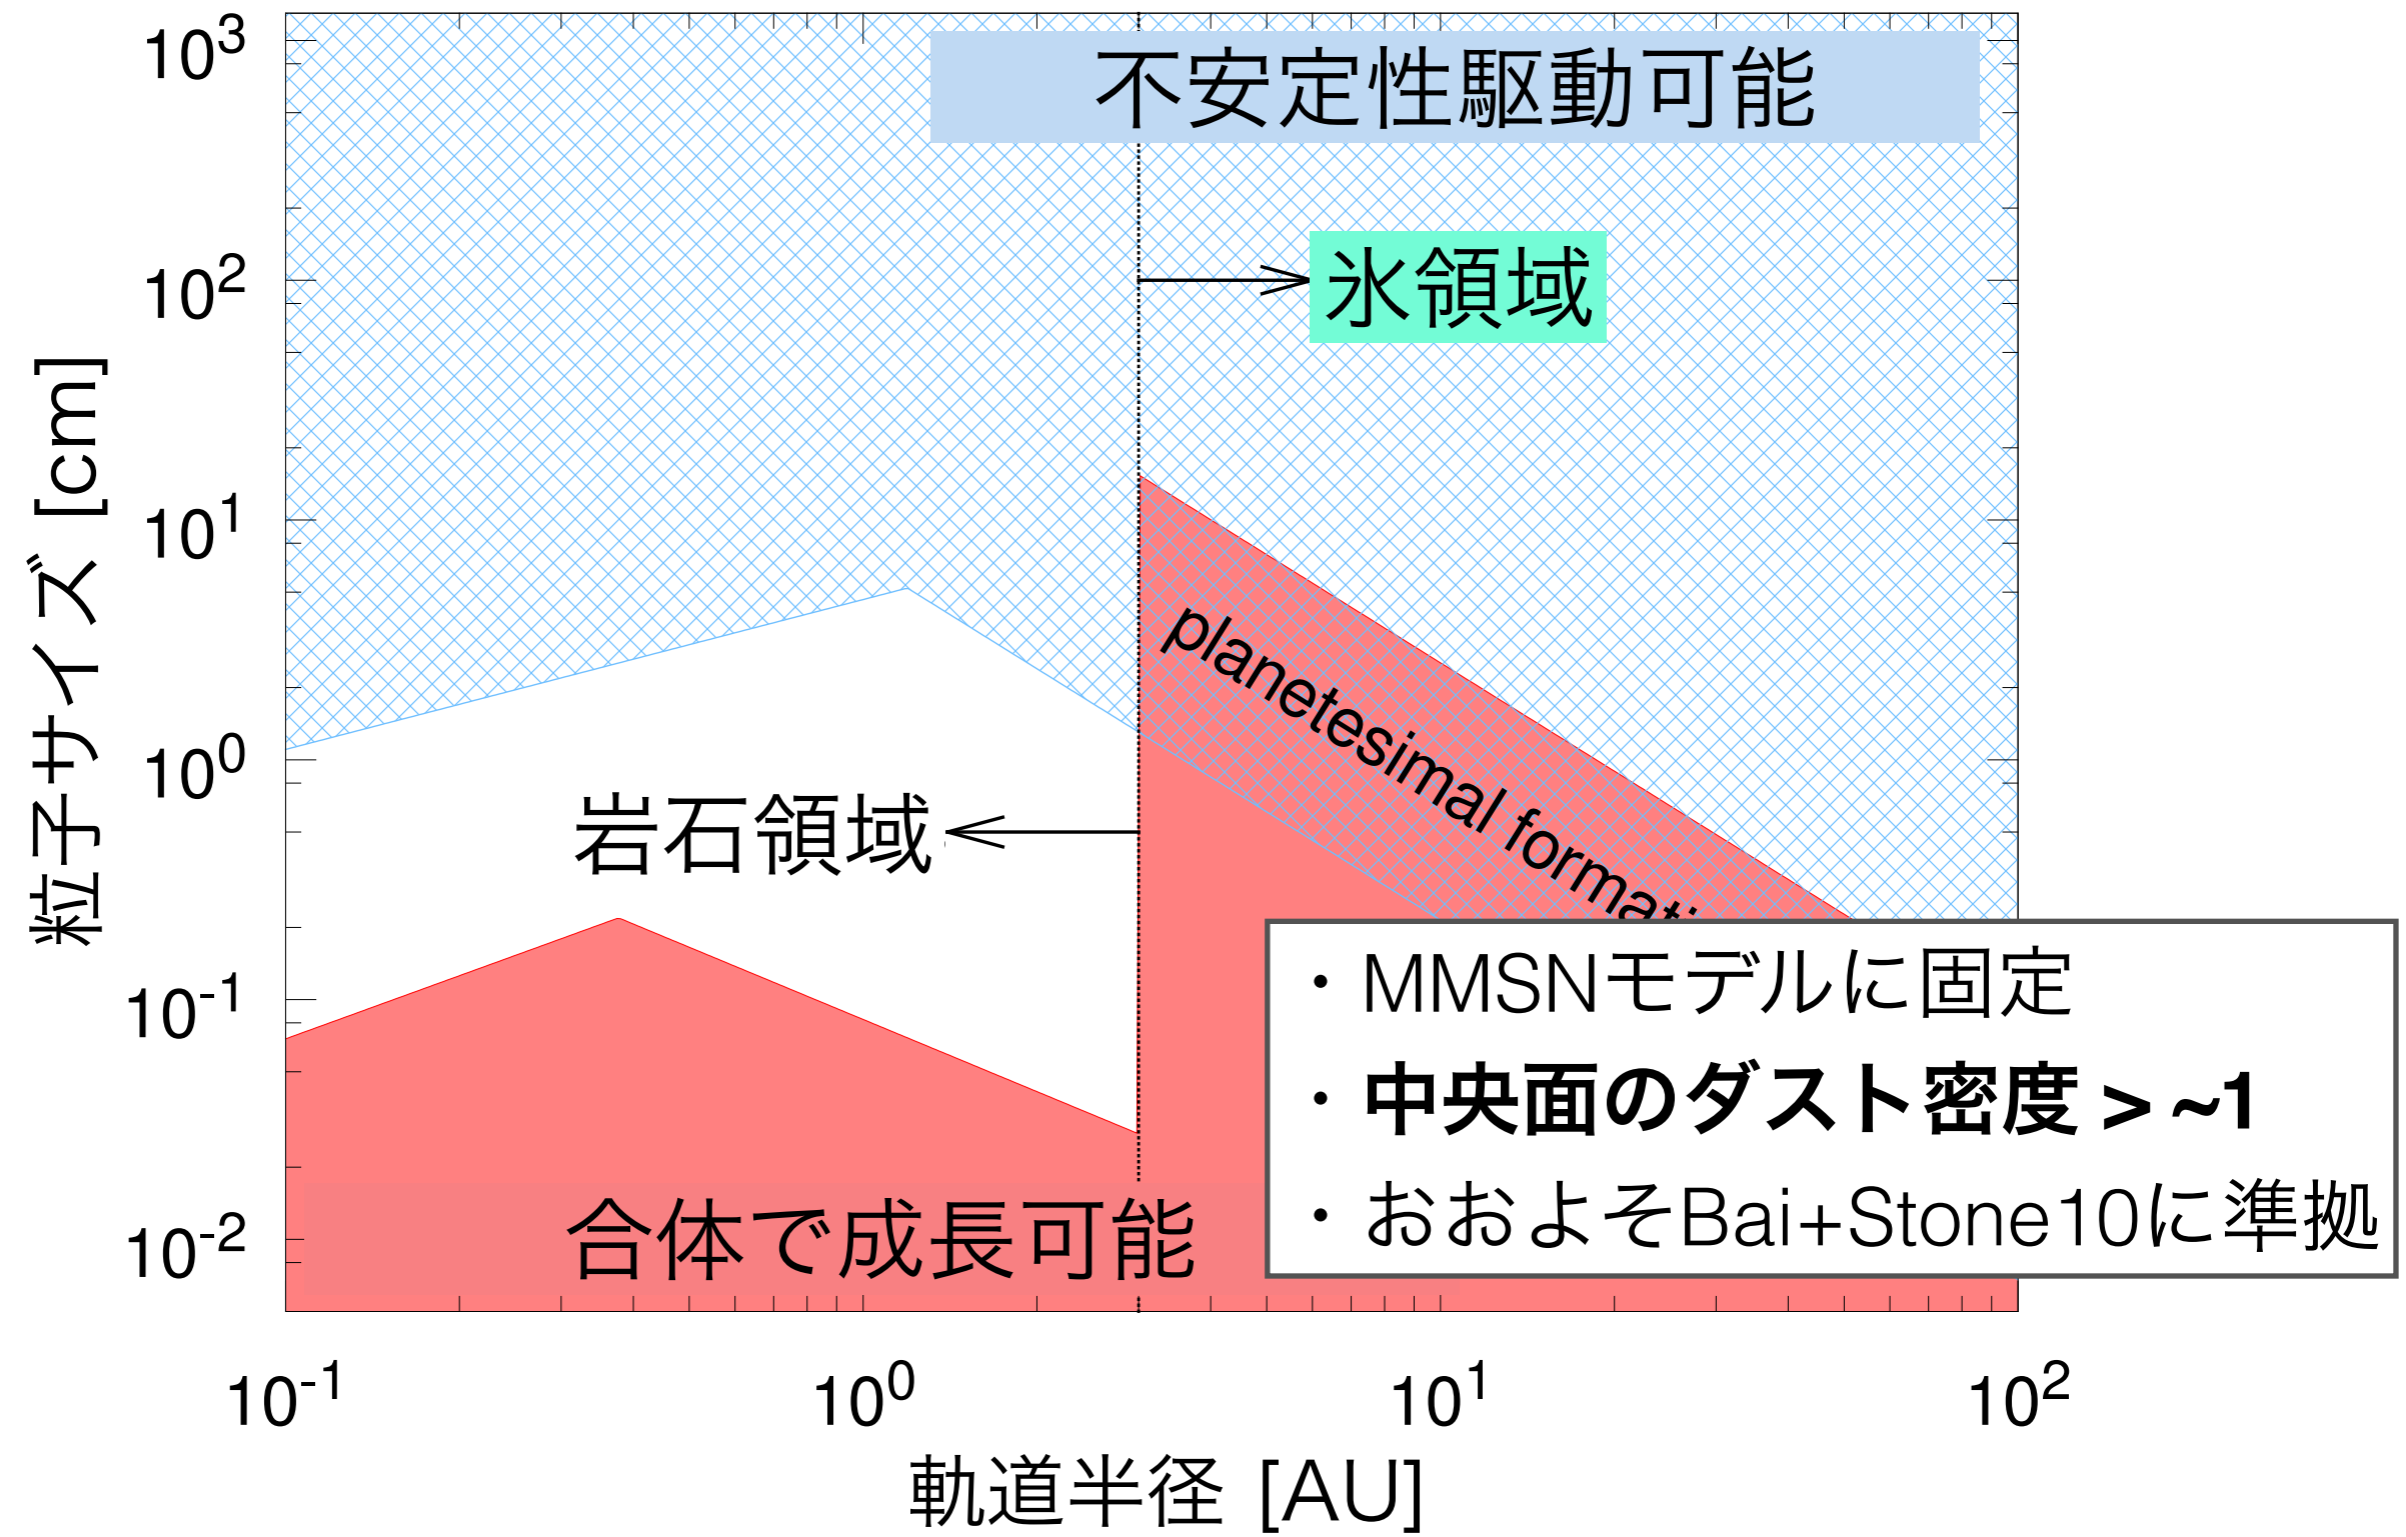 10³
不安定性駆動可能
10²
氷領域
10¹
粒子サイズ [cm]
planetesimal formati
10⁰
岩石領域
10⁻¹
・MMSNモデルに固定
・中央面のダスト密度 > ~1
・おおよそBai+Stone10に準拠
合体で成長可能
10⁻²
10⁻¹ 10⁰ 10¹ 10²
軌道半径 [AU]